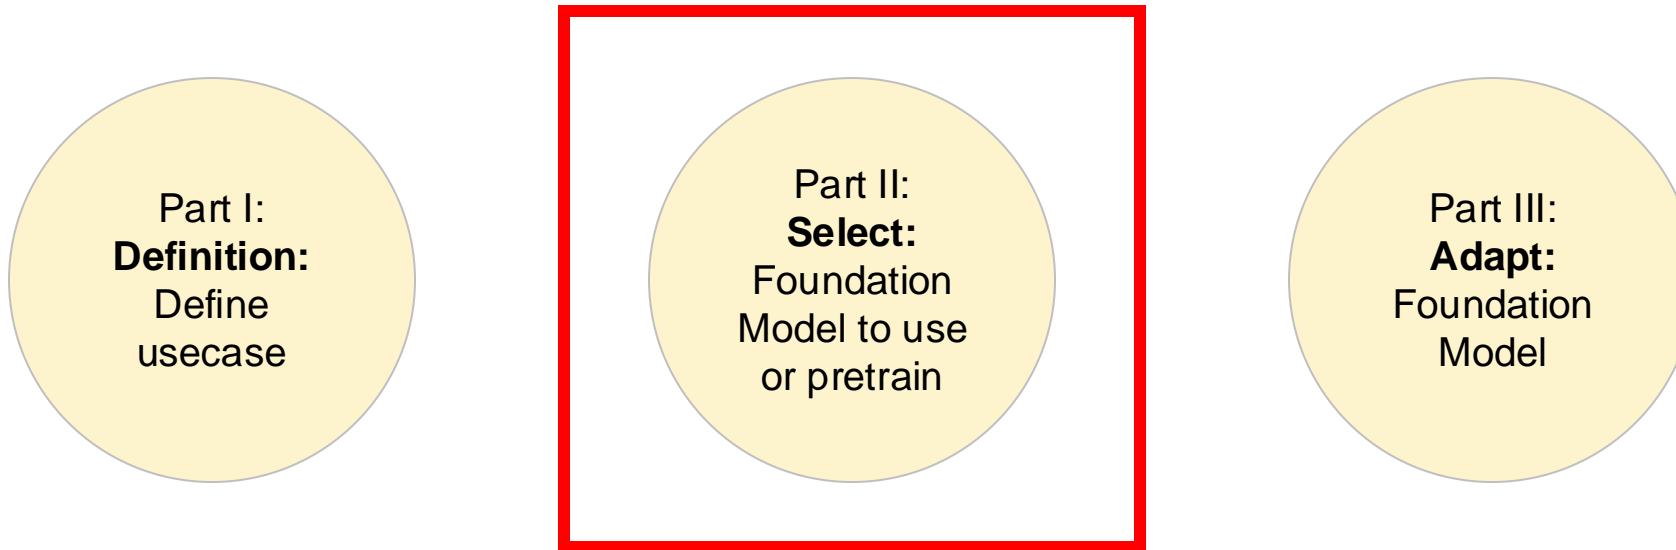 Part I:
Definition:
Define
usecase
Part II:
Select:
Foundation
Model to use
or pretrain
Part III:
Adapt:
Foundation
Model